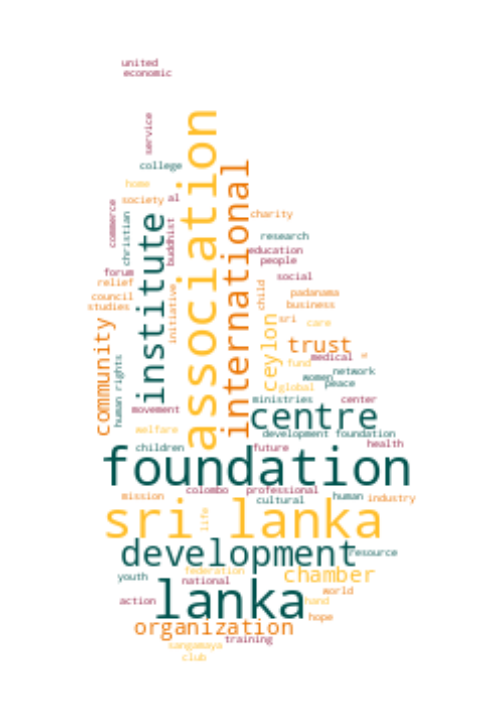 united
economic
service
college
home
society
al
association
international
commerce
christian
institute
buddhist
charity
research
education
people
forum
relief
council
studies
initiative
social
child
padanama
business
sri
care
community
human rights
ceylon
trust
medical
fund
network
women
peace
global
movement
ministries
center
centre
welfare
development foundation
children
future
health
foundation
colombo
professional
mission
cultural
human
industry
sri lanka
life
development
resource
federation
youth
national
chamber
action
lanka
world
hand
hope
organization
training
sangamaya
club